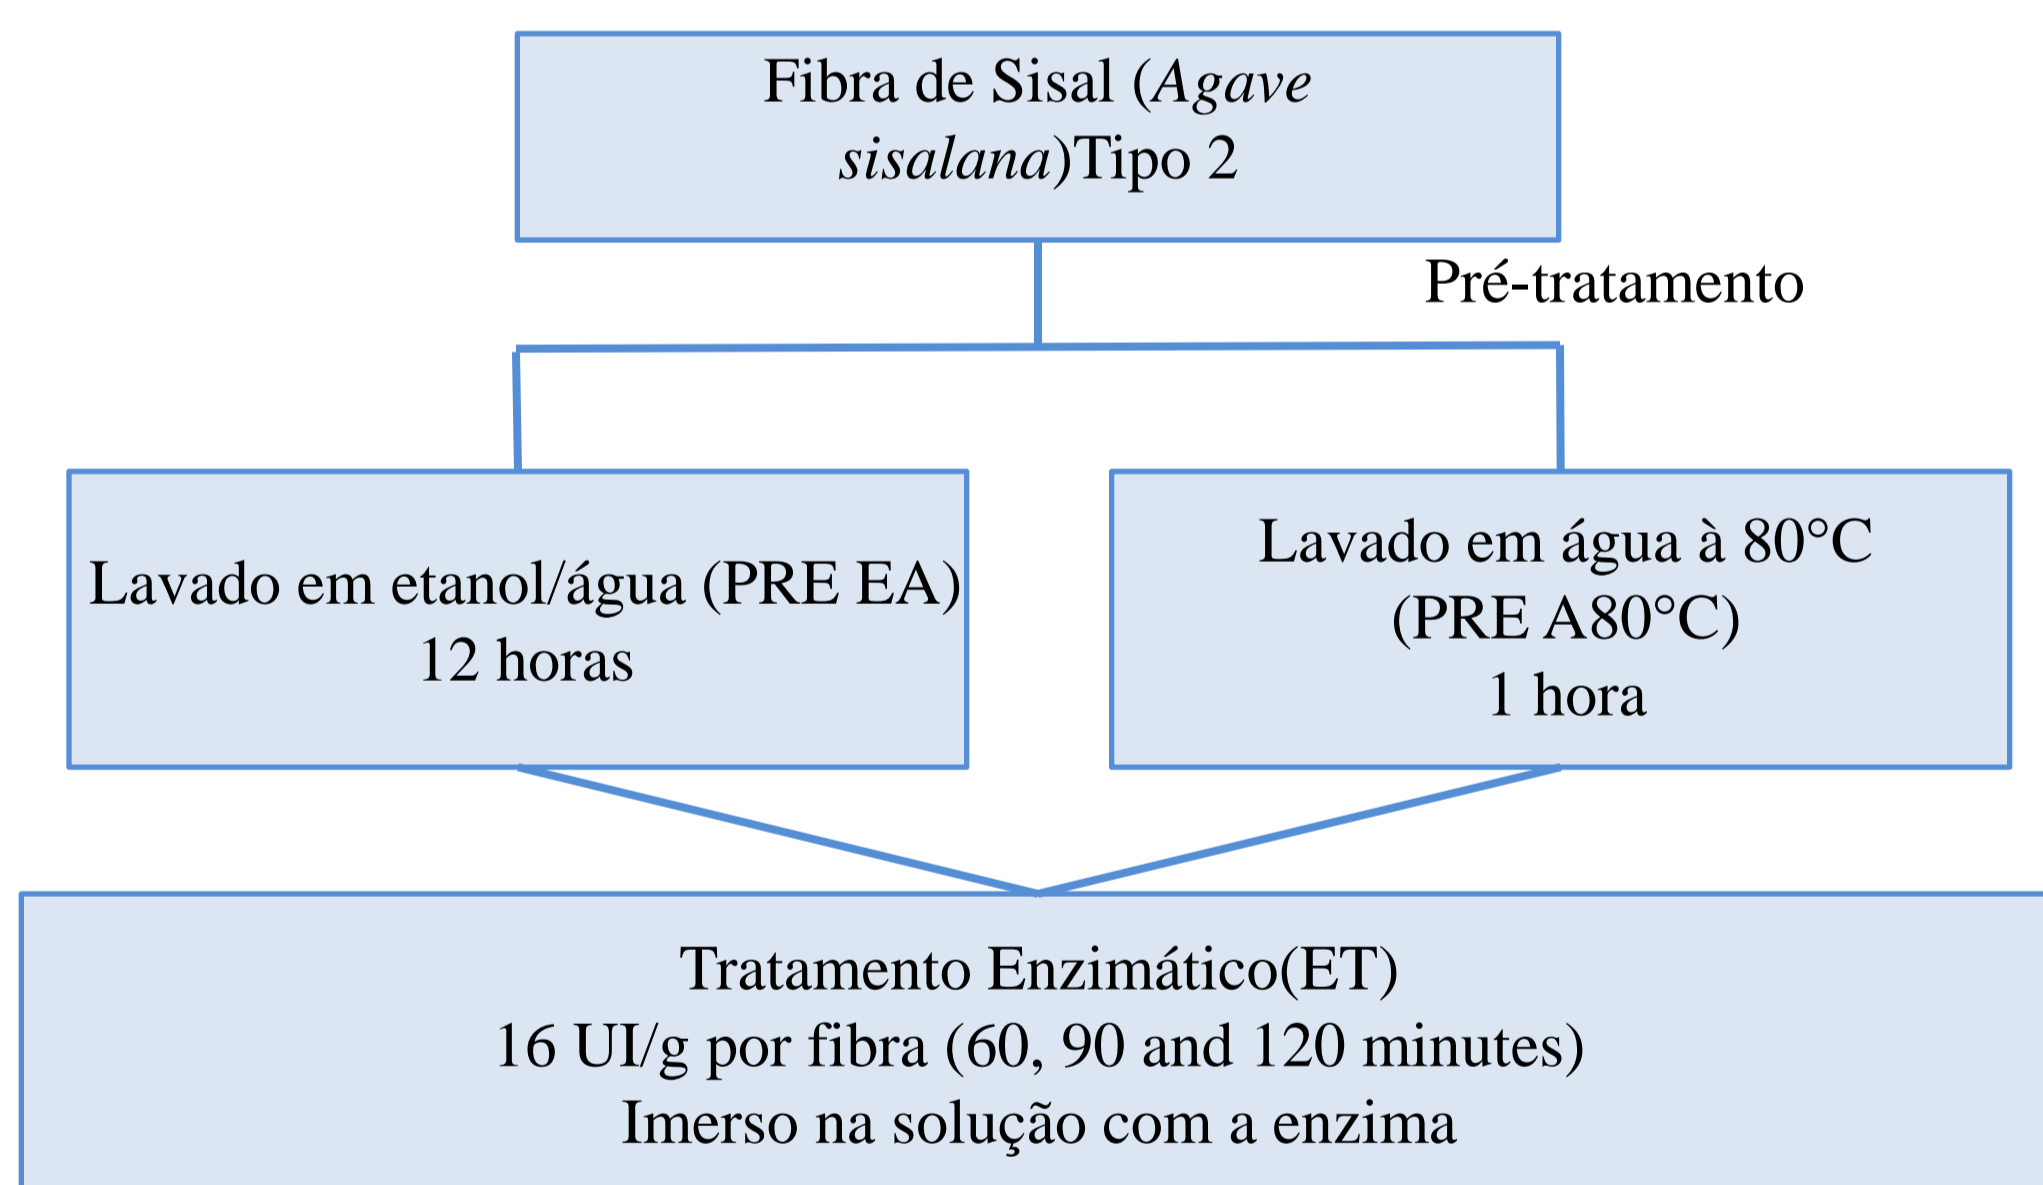 Fibra de Sisal (Agave
sisalana)Tipo 2
Pré-tratamento
Lavado em etanol/água (PRE EA)
12 horas
Lavado em água à 80°C
(PRE A80°C)
1 hora
Tratamento Enzimático(ET)
16 UI/g por fibra (60, 90 and 120 minutes)
Imerso na solução com a enzima